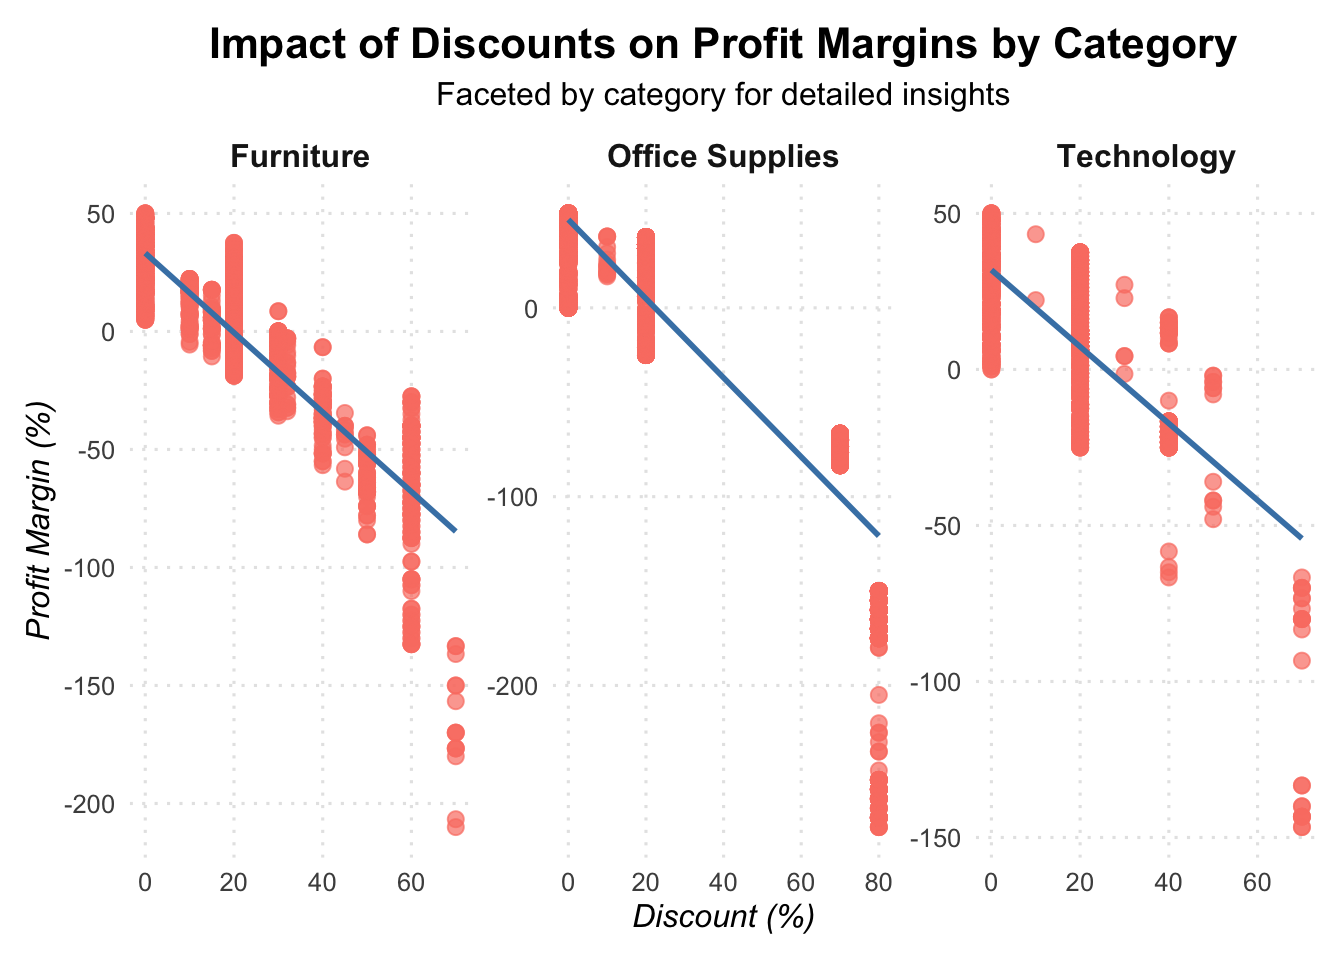 Impact of Discounts on Profit Margins by Category
Faceted by category for detailed insights
Furniture
Office Supplies
Technology
Profit Margin (%)
50
0
-50
-100
-150
-200
0
-100
-200
50
0
-50
-100
-150
0 20 40 60
0 20 40 60 80
0 20 40 60
Discount (%)